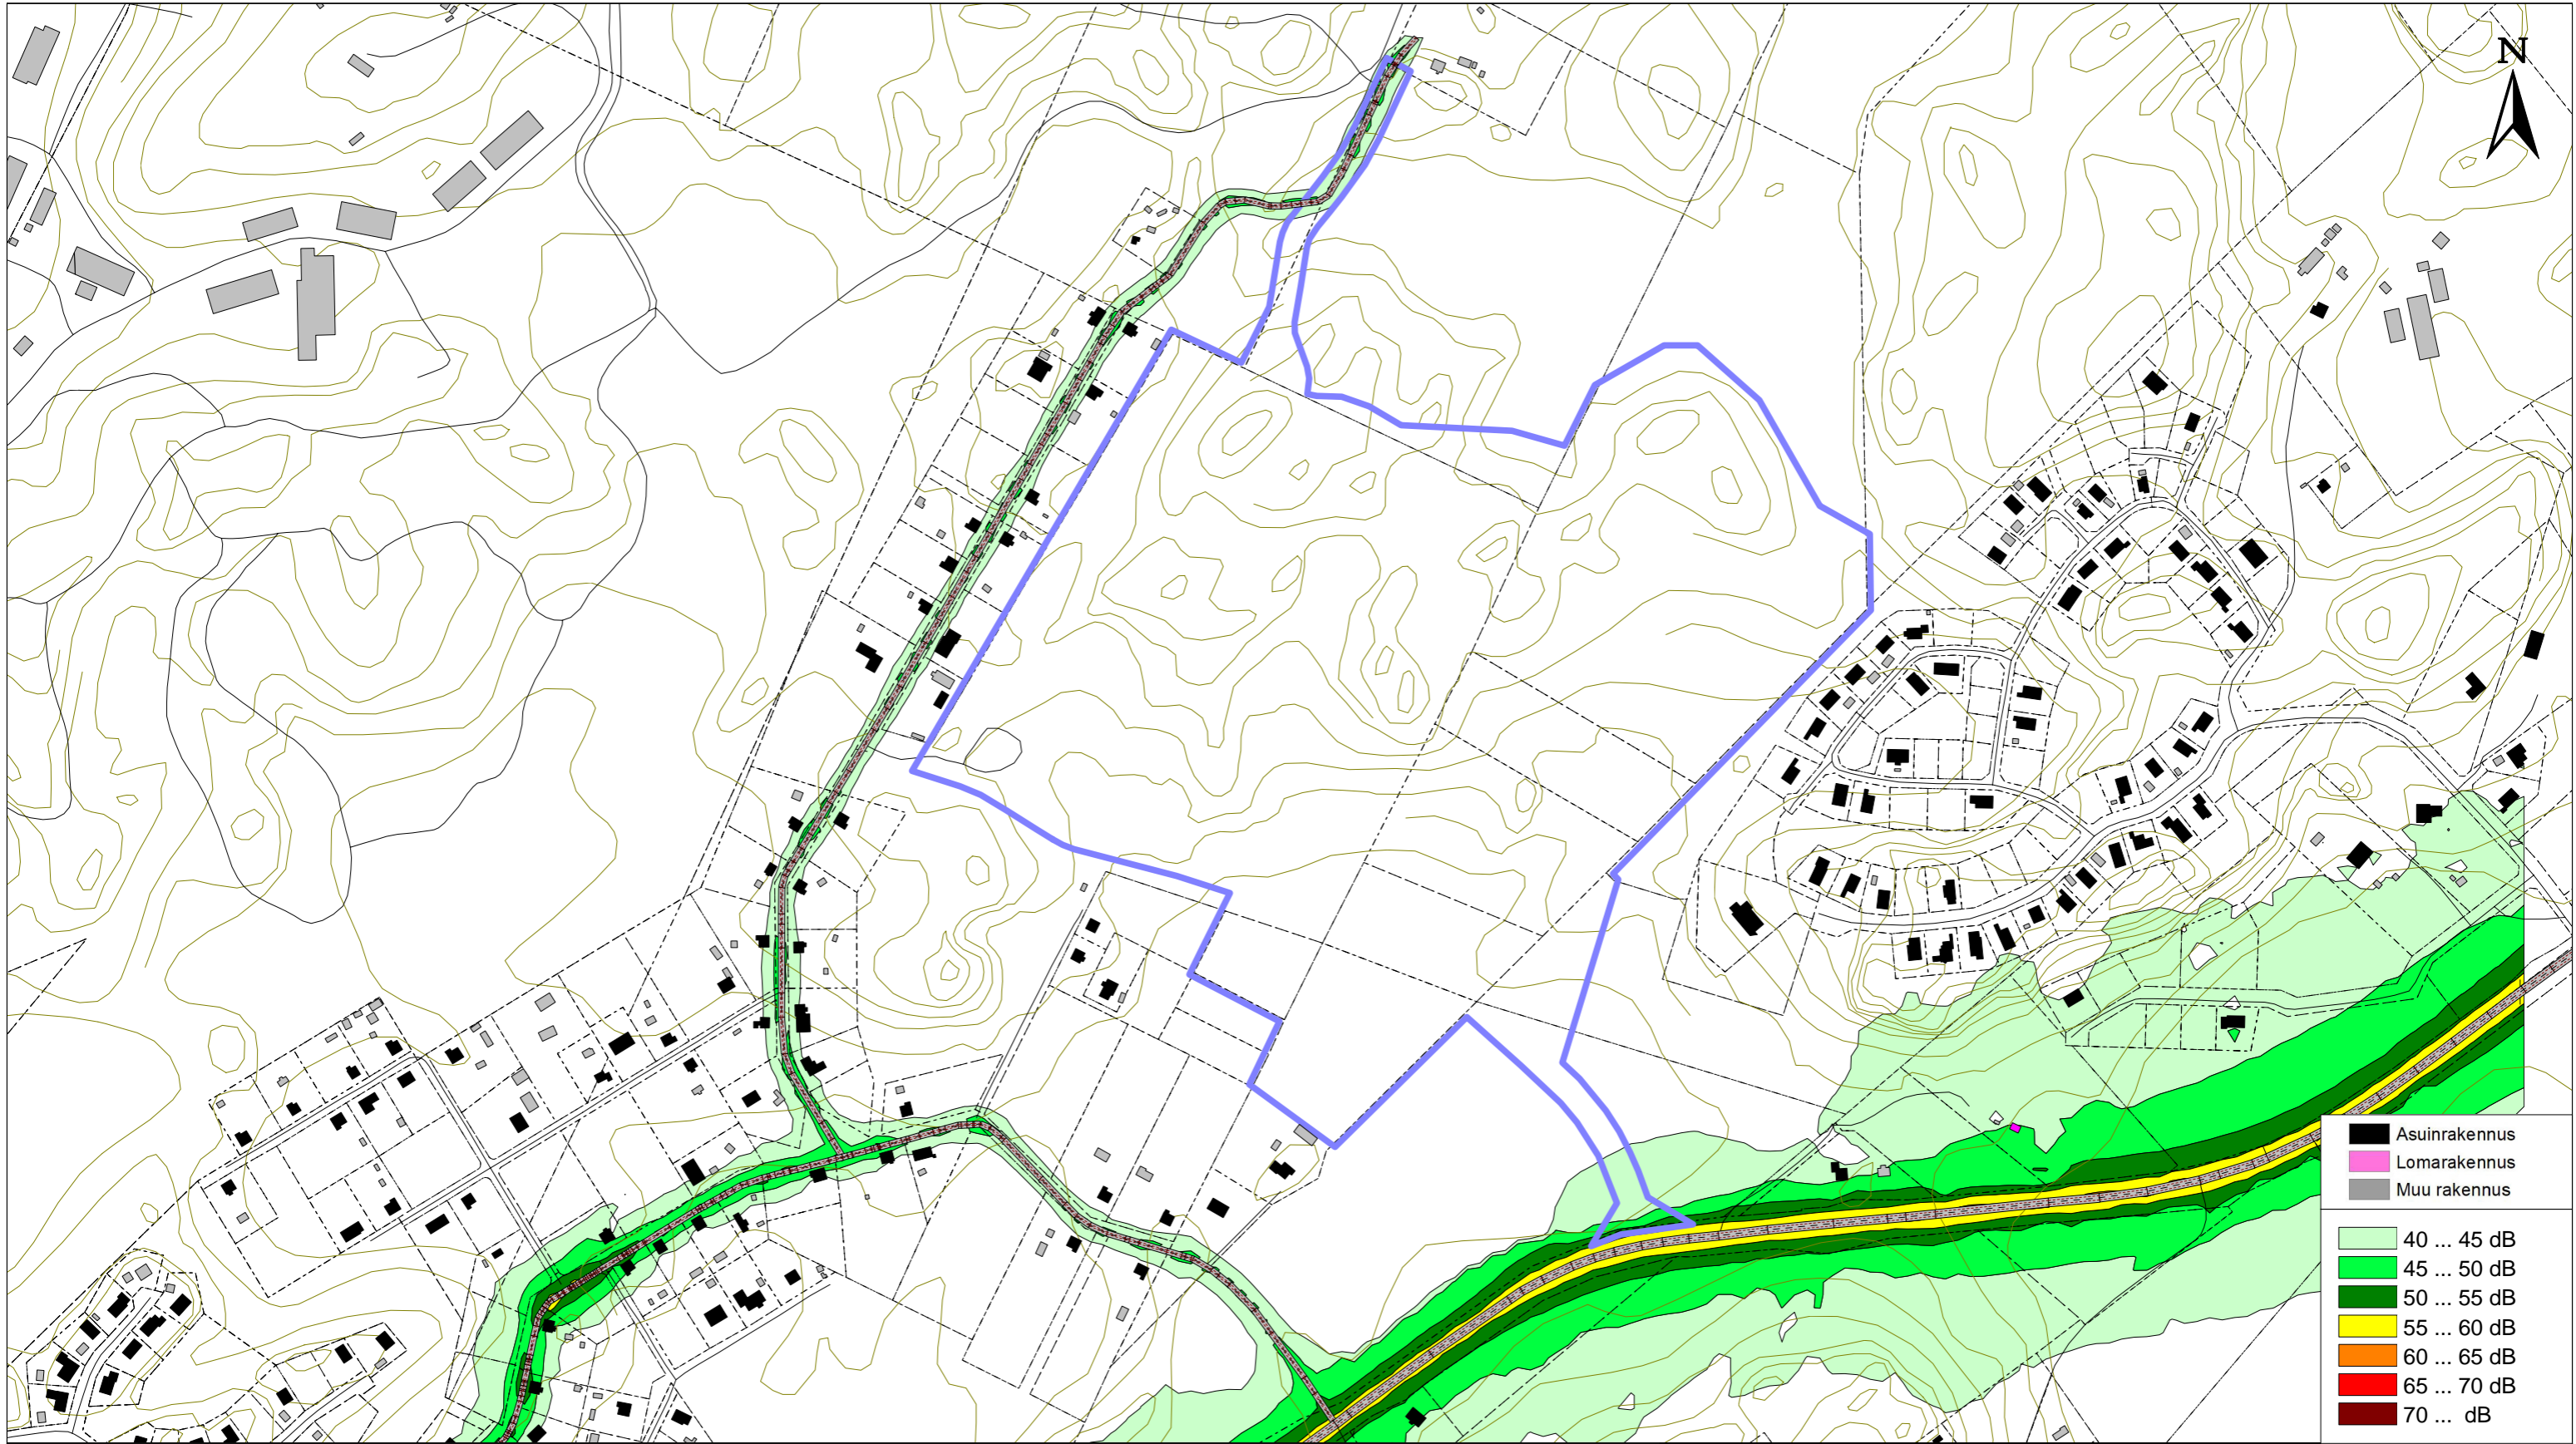 N
Asuinrakennus
Lomarakennus
Muu rakennus
40 ... 45 dB
45 ... 50 dB
50 ... 55 dB
55 ... 60 dB
60 ... 65 dB
65 ... 70 dB
70 ... dB